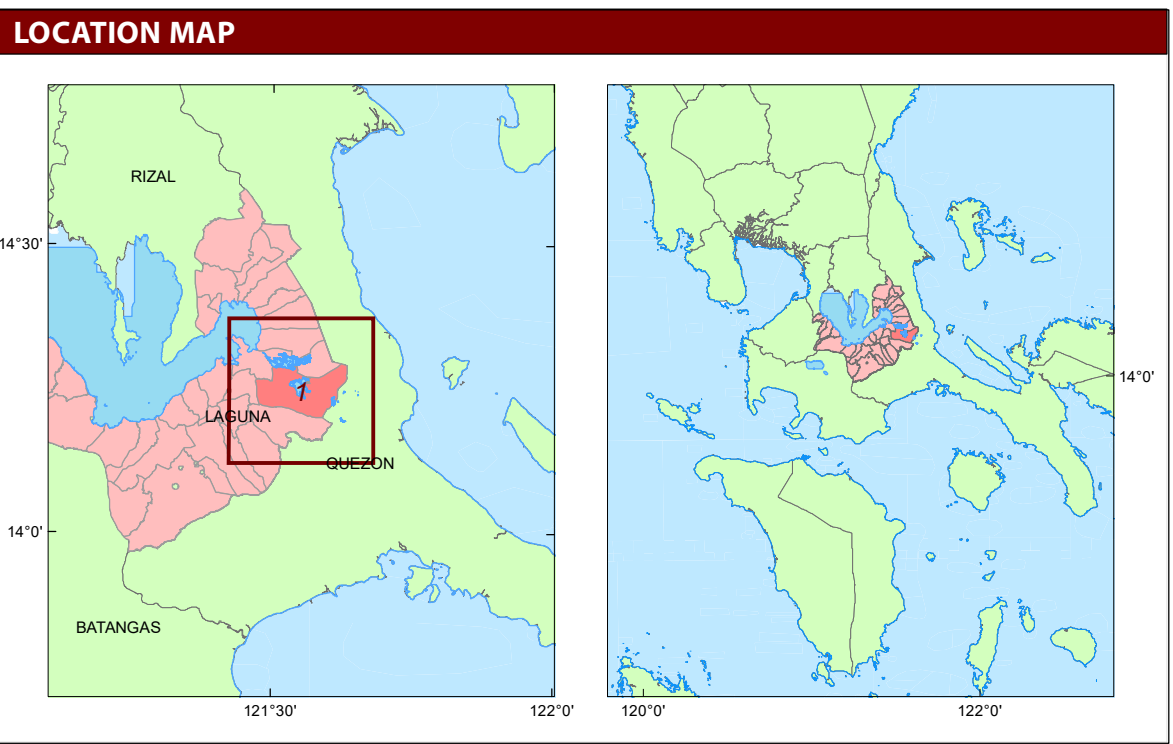 LOCATION MAP
RIZAL
14°30'
1
LAGUNA
QUEZON
14°0'
BATANGAS
121°30'
122°0'
14°0'
120°0'
122°0'